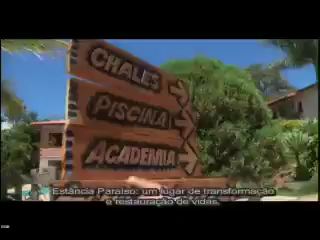 CHALES
PISCINA
ACADEMIA
Estância Paraíso: um lugar de transformação
e restauração de vidas.